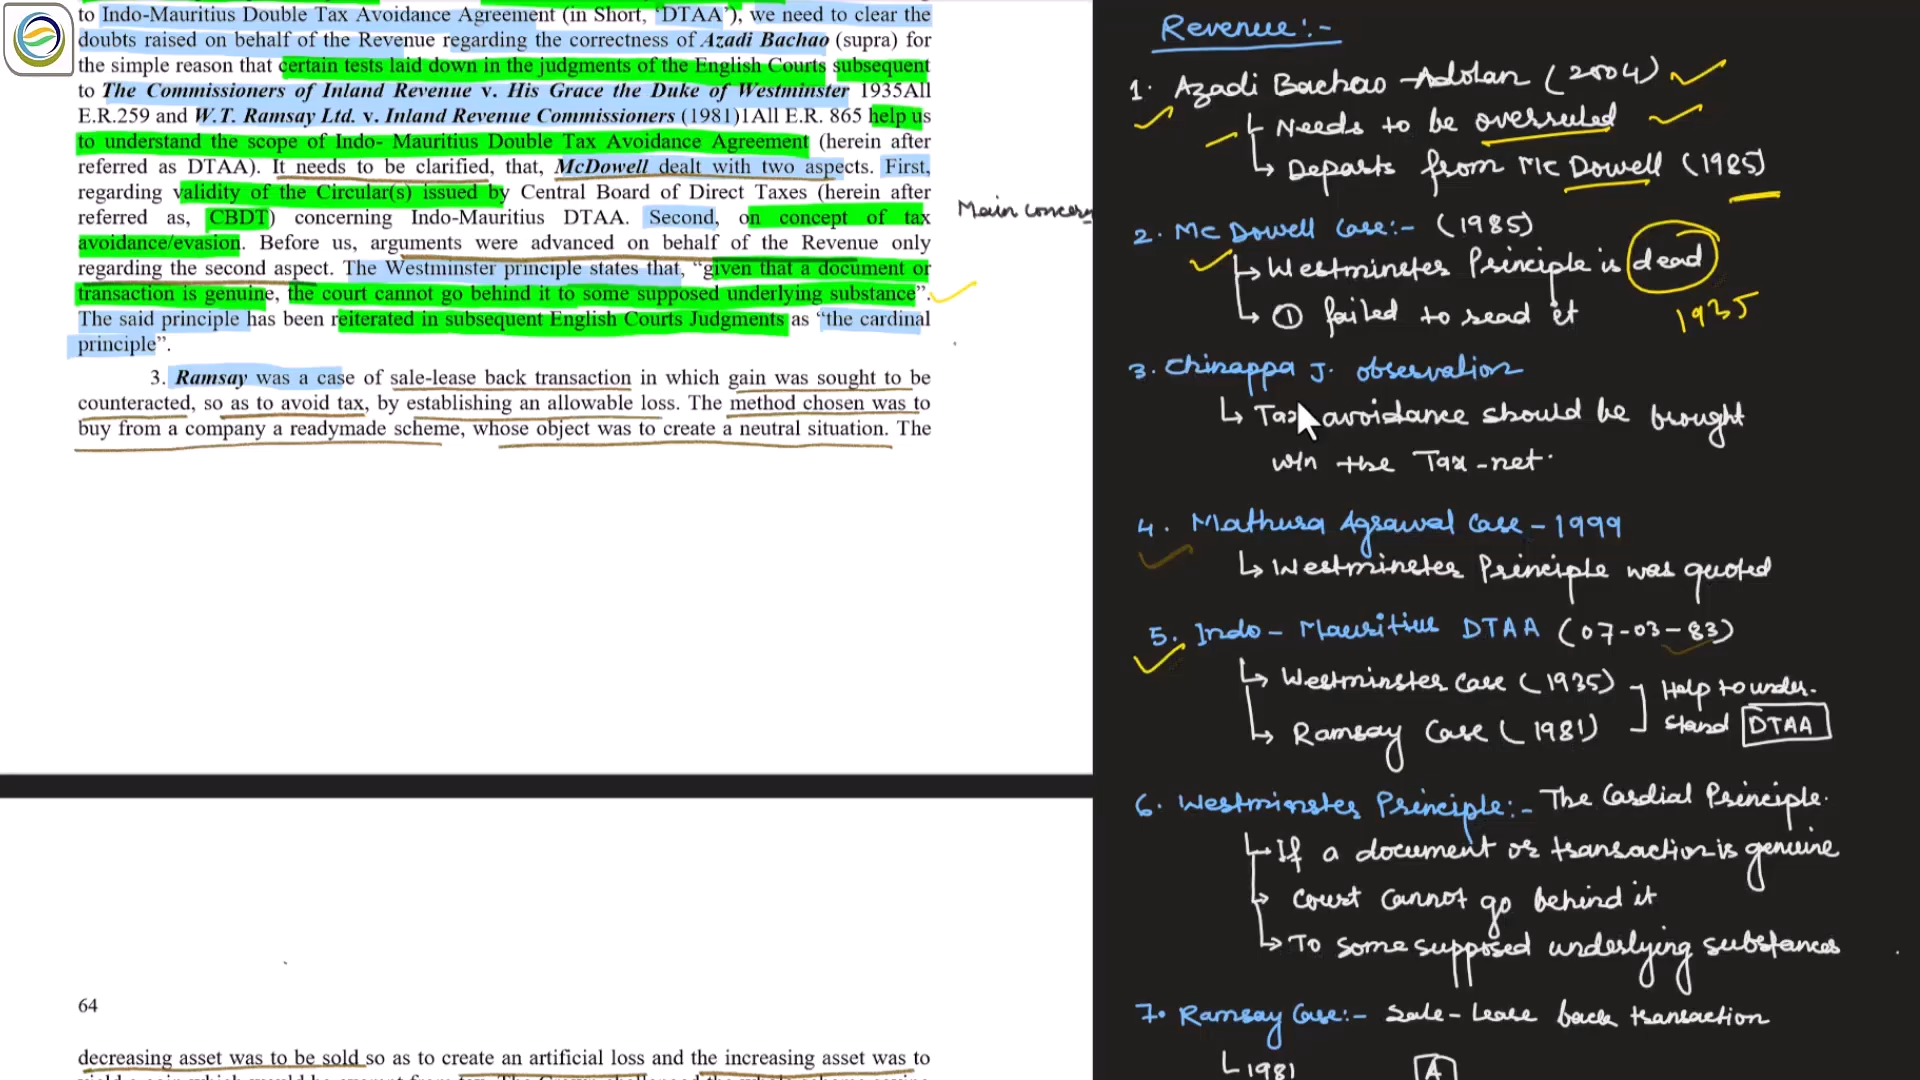 to Indo-Mauritius Double Tax Avoidance Agreement (in Short, ‘DTAA’), we need to clear the
doubts raised on behalf of the Revenue regarding the correctness of Azadi Bachao (supra) for
the simple reason that certain tests laid down in the judgments of the English Courts subsequent
to The Commissioners of Inland Revenue v. His Grace the Duke of Westminster 1935All
E.R.259 and W.T. Ramsay Ltd. v. Inland Revenue Commissioners (1981)1All E.R. 865 help us
to understand the scope of Indo- Mauritius Double Tax Avoidance Agreement (herein after
referred as DTAA). It needs to be clarified, that, McDowell dealt with two aspects. First,
regarding validity of the Circular(s) issued by Central Board of Direct Taxes (herein after
referred as, CBDT) concerning Indo-Mauritius DTAA. Second, on concept of tax
avoidance/evasion. Before us, arguments were advanced on behalf of the Revenue only
regarding the second aspect. The Westminster principle states that, “given that a document or
transaction is genuine, the court cannot go behind it to some supposed underlying substance”.
The said principle has been reiterated in subsequent English Courts Judgments as “the cardinal
principle”.
3. Ramsay was a case of sale-lease back transaction in which gain was sought to be
counteracted, so as to avoid tax, by establishing an allowable loss. The method chosen was to
buy from a company a readymade scheme, whose object was to create a neutral situation. The
64
decreasing asset was to be sold so as to create an artificial loss and the increasing asset was to
Main concern
Revenue:-
1. Azadi Bachao Adolan (2004)
Needs to be overruled
Departs from Mc Dowell (1985)
2. Mc Dowell Case:- (1985)
Westminster Principle is dead
1935
① failed to read it
3. Chinappa J. observation
Tax avoidance should be brought
w/n the Tax-net.
4. Mathura Agrawal Case - 1999
Westminster Principle was quoted
5. Indo - Mauritius DTAA (07-03-83)
Westminster Case (1935)
Ramsay Case (1981)
Help to under-
stand DTAA
6. Westminster Principle:- The Cardial Principle.
If a document or transaction is genuine
Court Cannot go behind it
To some supposed underlying substances
7. Ramsay Case:- Sale-Lease back transaction
1981
A